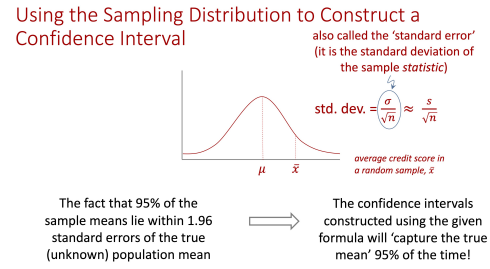 Using the Sampling Distribution to Construct a
Confidence Interval
also called the ‘standard error’
(it is the standard deviation of
the sample statistic)
std. dev. = σ/√n ≈ s/√n
μ x̄
average credit score in
a random sample, x̄
The fact that 95% of the
sample means lie within 1.96
standard errors of the true
(unknown) population mean
The confidence intervals
constructed using the given
formula will ‘capture the true
mean’ 95% of the time!